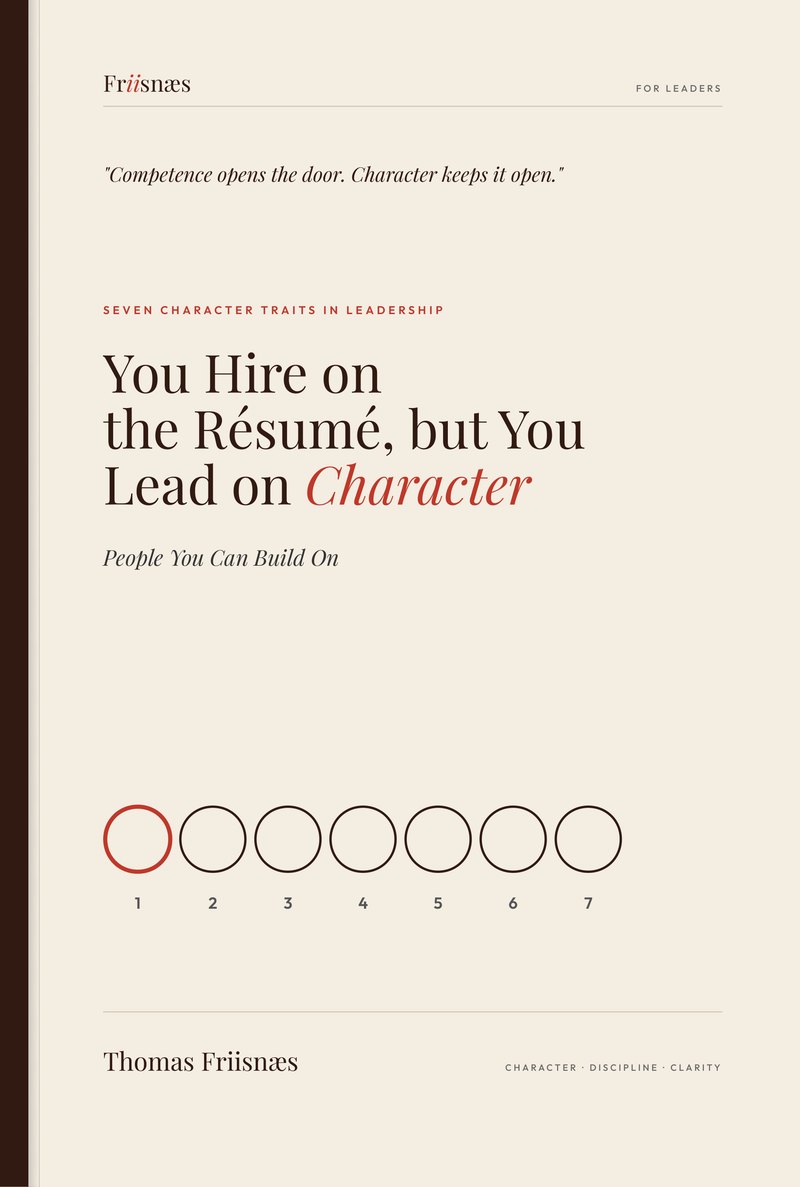 Friisnæs
FOR LEADERS
"Competence opens the door. Character keeps it open."
SEVEN CHARACTER TRAITS IN LEADERSHIP
You Hire on
the Résumé, but You
Lead on Character
People You Can Build On
1 2 3 4 5 6 7
Thomas Friisnæs
CHARACTER · DISCIPLINE · CLARITY